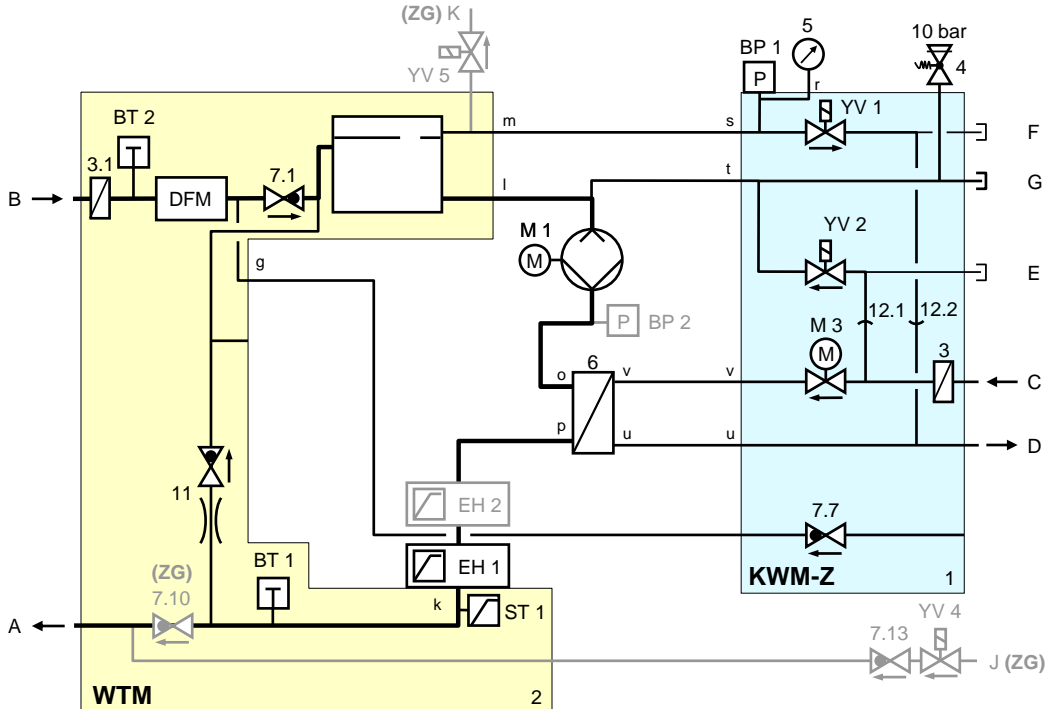 (ZG) K
YV 5
5
10 bar
BP 1
P
4
r
YV 1
BT 2
m
s
F
3.1
7.1
l
t
G
B
DFM
M 1
M
YV 2
E
g
12.1
12.2
P
BP 2
M 3
M
3
6
o
v
v
C
p
u
u
D
11
EH 2
7.7
BT 1
EH 1
KWM-Z
1
(ZG)
7.10
k
ST 1
YV 4
A
7.13
J (ZG)
WTM
2